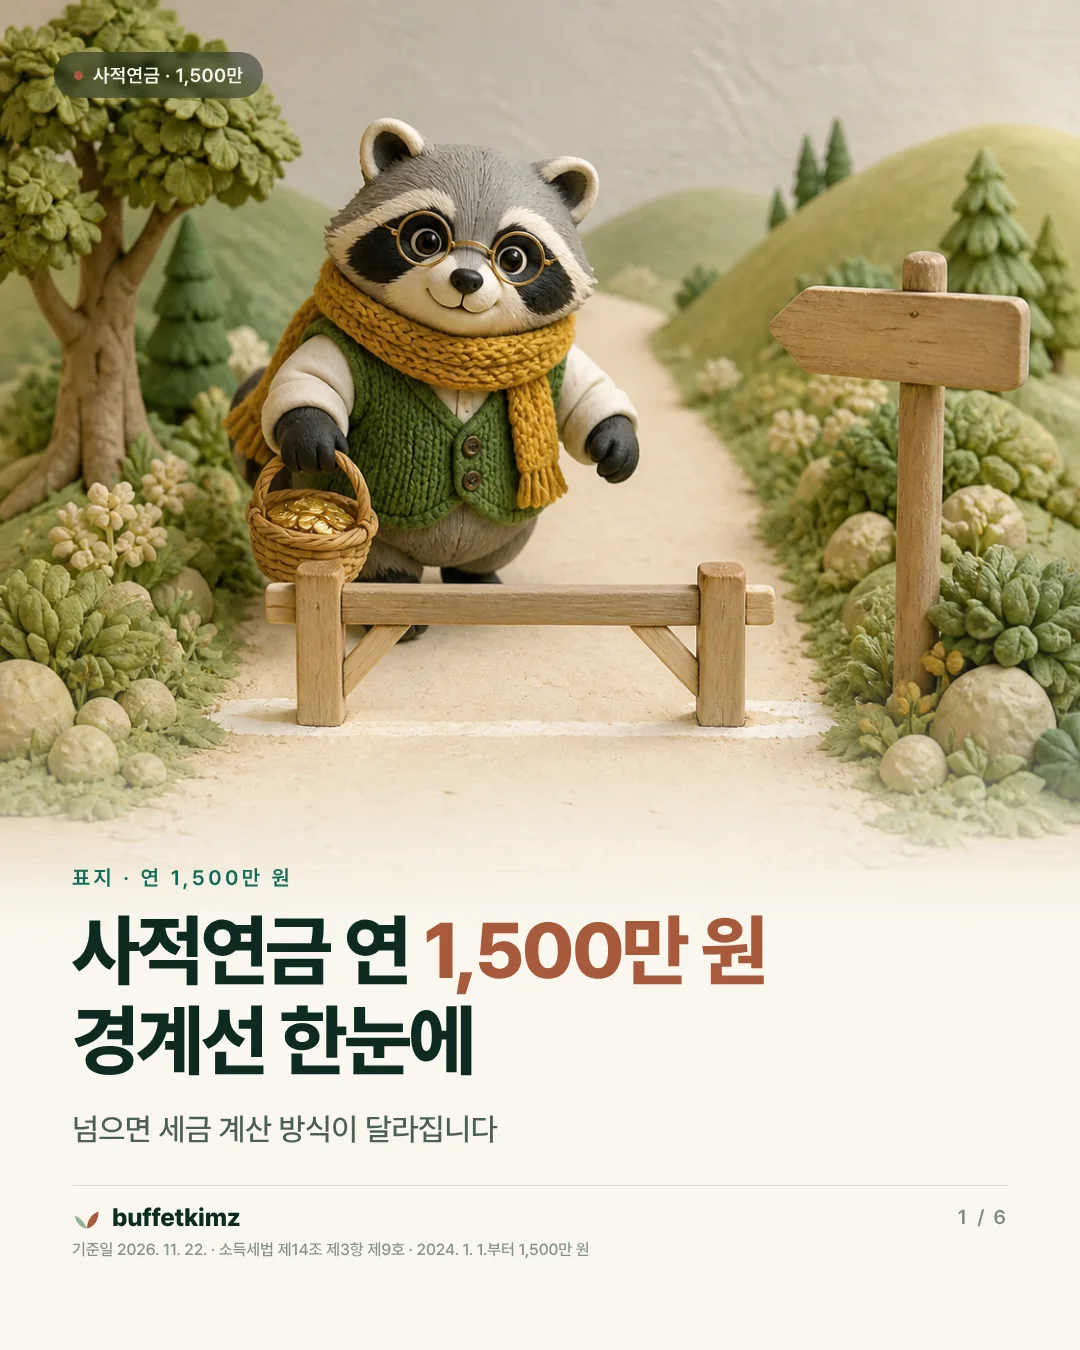 사적연금 · 1,500만
표지 · 연 1,500만 원
사적연금 연 1,500만 원
경계선 한눈에
넘으면 세금 계산 방식이 달라집니다
buffetkimz
1 / 6
기준일 2026. 11. 22. · 소득세법 제14조 제3항 제9호 · 2024. 1. 1.부터 1,500만 원